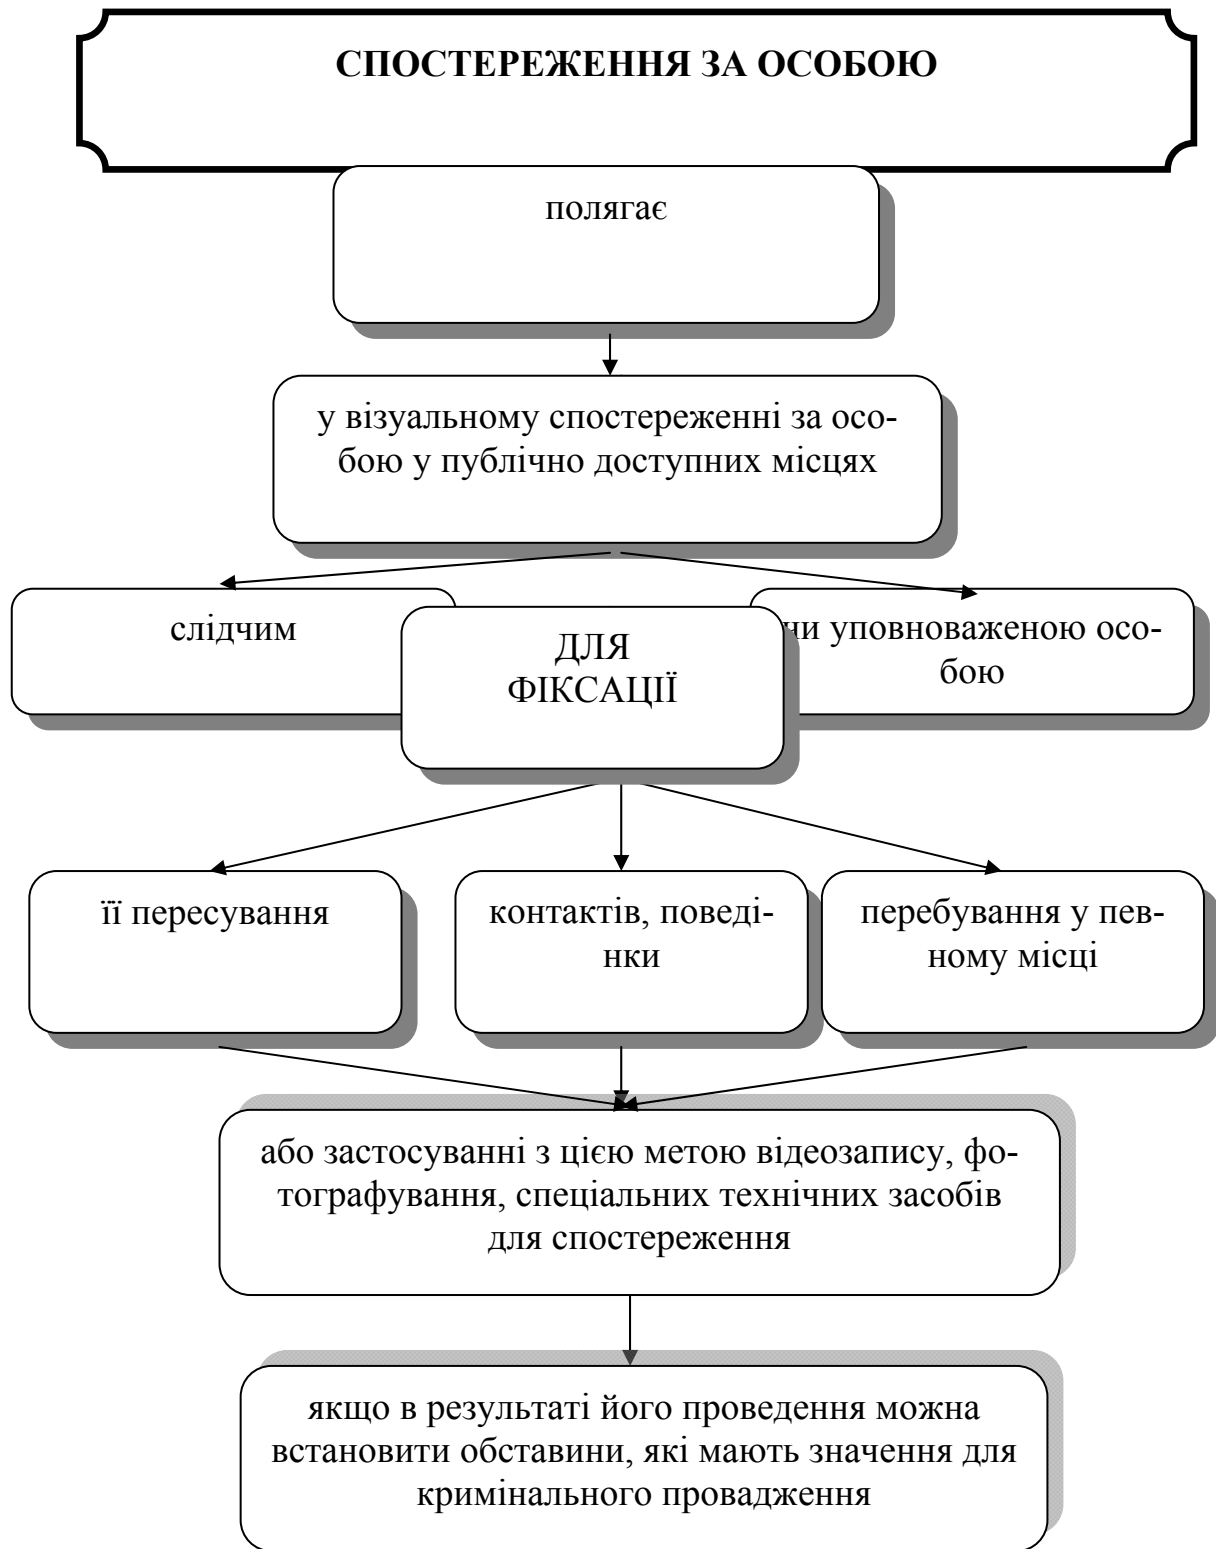 СПОСТЕРЕЖЕННЯ ЗА ОСОБОЮ
полягає
у візуальному спостереженні за осо-
бою у публічно доступних місцях
слідчим
чи уповноваженою осо-
бою
ДЛЯ
ФІКСАЦІЇ
її пересування
контактів, поведі-
нки
перебування у пев-
ному місці
або застосуванні з цією метою відеозапису, фо-
тографування, спеціальних технічних засобів
для спостереження
якщо в результаті його проведення можна
встановити обставини, які мають значення для
кримінального провадження